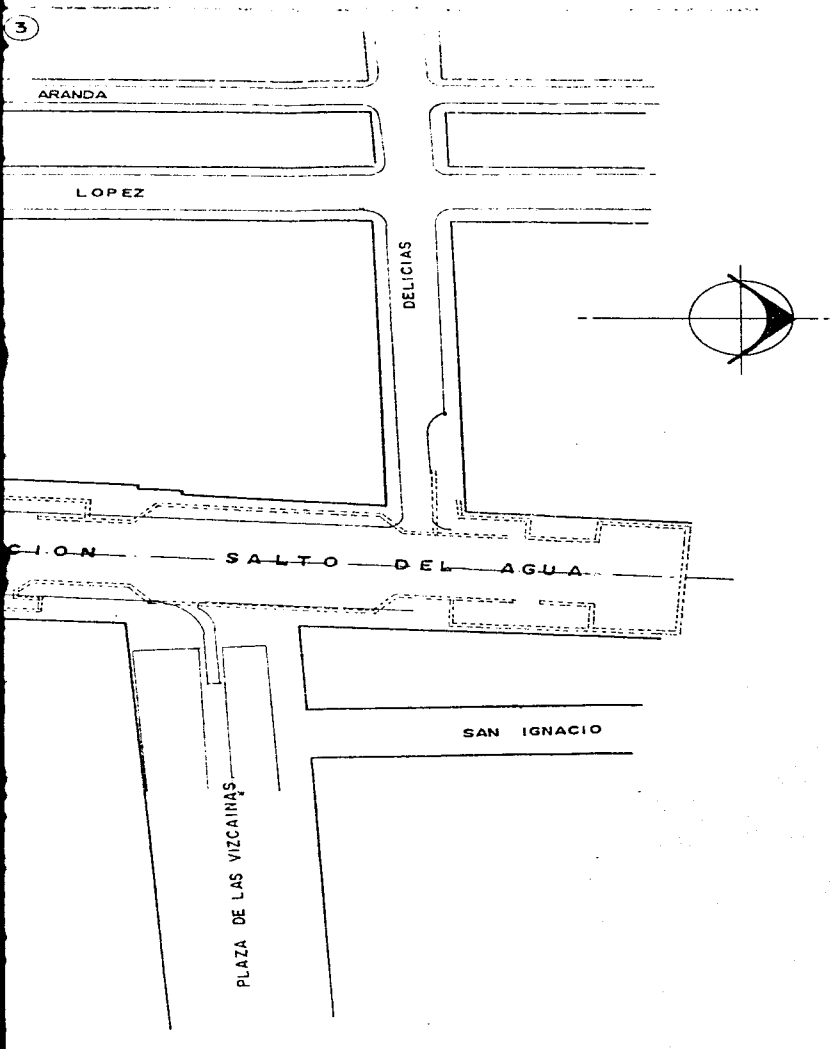 3
ARANDA
LOPEZ
DELICIAS
CION SALTO DEL AGUA
SAN IGNACIO
PLAZA DE LAS VIZCAINAS